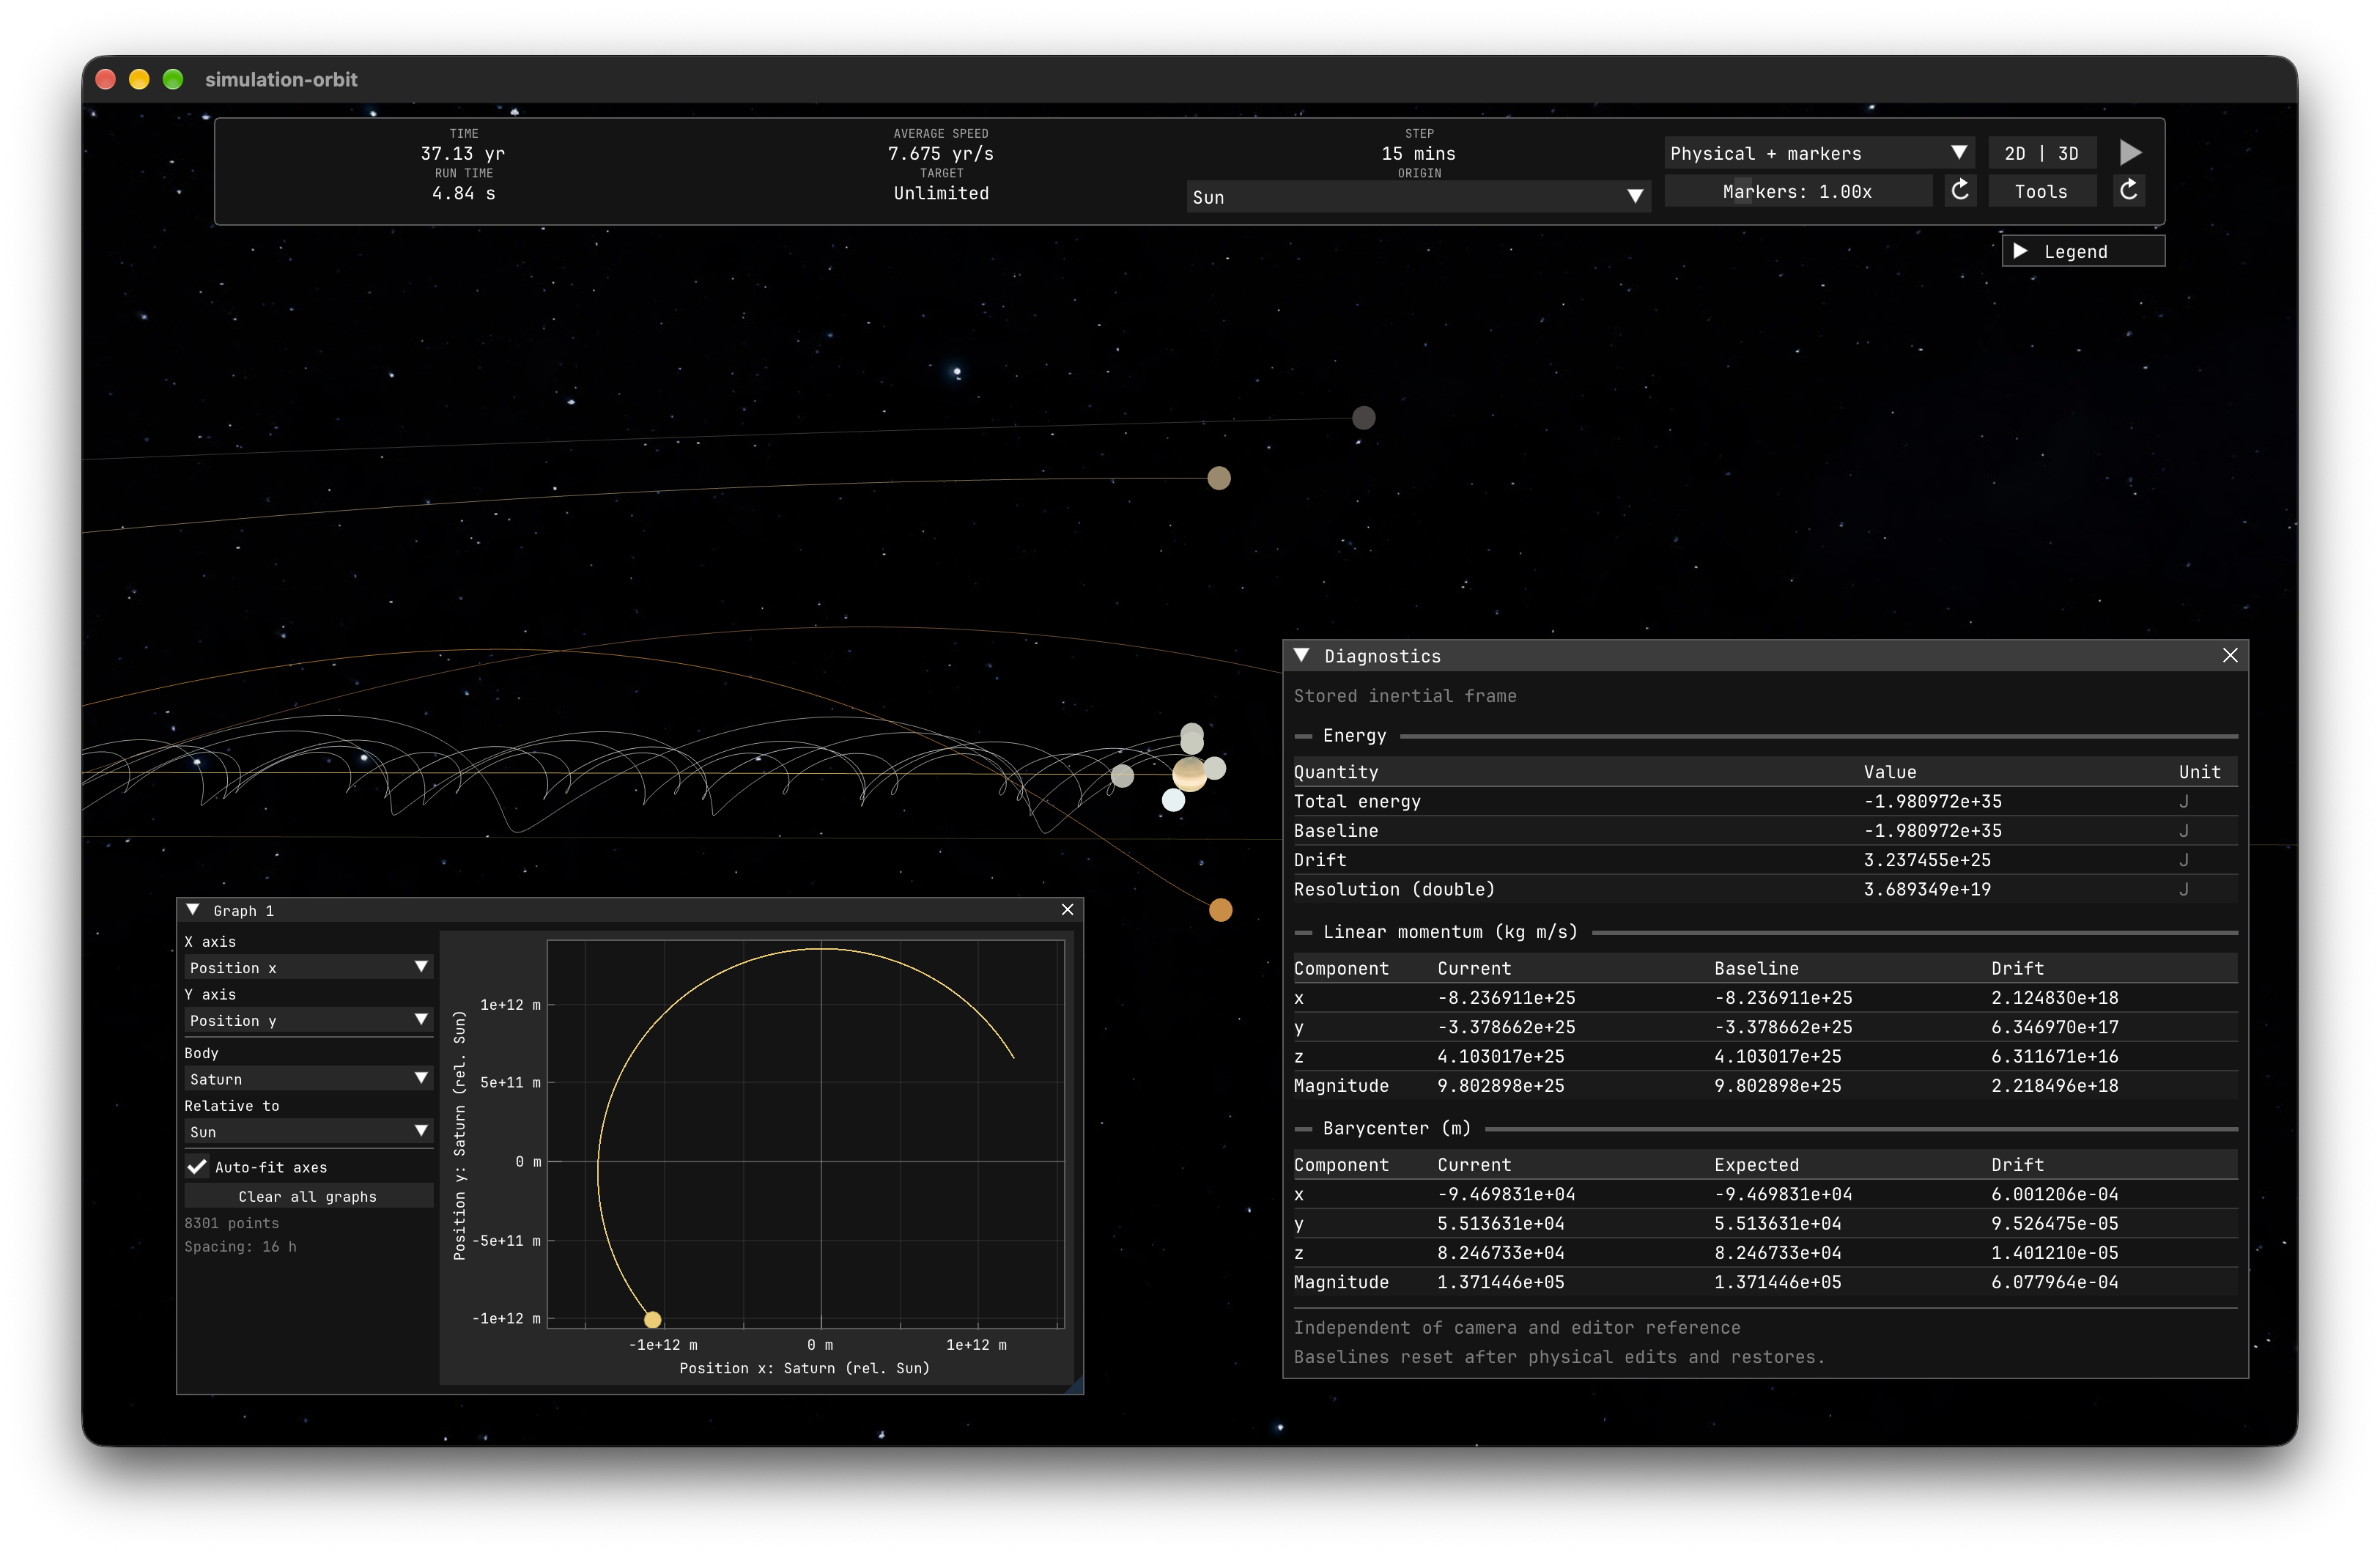 simulation-orbit
TIME
37.13 yr
RUN TIME
4.84 s
AVERAGE SPEED
7.675 yr/s
TARGET
Unlimited
STEP
15 mins
ORIGIN
Sun
Physical + markers
2D | 3D
Markers: 1.00x
Tools
Legend
Diagnostics
Stored inertial frame
Energy
Quantity Value Unit
Total energy -1.980972e+35 J
Baseline -1.980972e+35 J
Drift 3.237455e+25 J
Resolution (double) 3.689349e+19 J
Linear momentum (kg m/s)
Component Current Baseline Drift
x -8.236911e+25 -8.236911e+25 2.124830e+18
y -3.378662e+25 -3.378662e+25 6.346970e+17
z 4.103017e+25 4.103017e+25 6.311671e+16
Magnitude 9.802898e+25 9.802898e+25 2.218496e+18
Barycenter (m)
Component Current Expected Drift
x -9.469831e+04 -9.469831e+04 6.001206e-04
y 5.513631e+04 5.513631e+04 9.526475e-05
z 8.246733e+04 8.246733e+04 1.401210e-05
Magnitude 1.371446e+05 1.371446e+05 6.077964e-04
Independent of camera and editor reference
Baselines reset after physical edits and restores.
Graph 1
X axis
Position x
Y axis
Position y
Body
Saturn
Relative to
Sun
Auto-fit axes
Clear all graphs
8301 points
Spacing: 16 h
Position y: Saturn (rel. Sun)
1e+12 m
5e+11 m
0 m
-5e+11 m
-1e+12 m
-1e+12 m 0 m 1e+12 m
Position x: Saturn (rel. Sun)